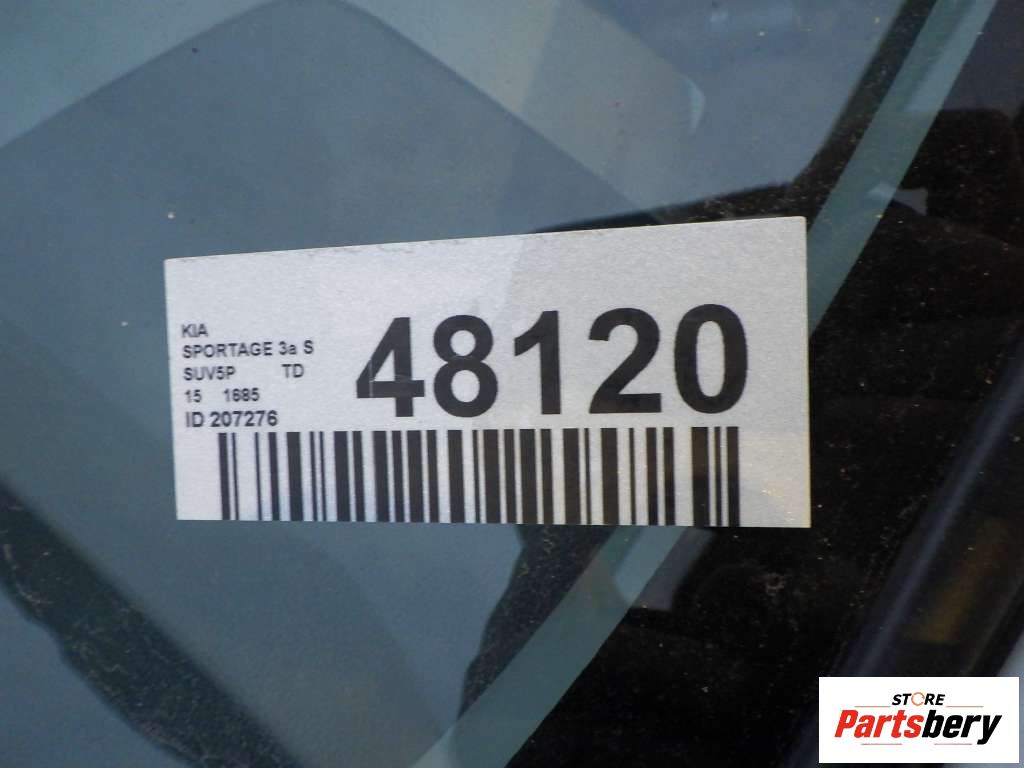 KIA
SPORTAGE 3a S
SUV5P TD
15 1685
ID 207276
48120
STORE
Partsbery